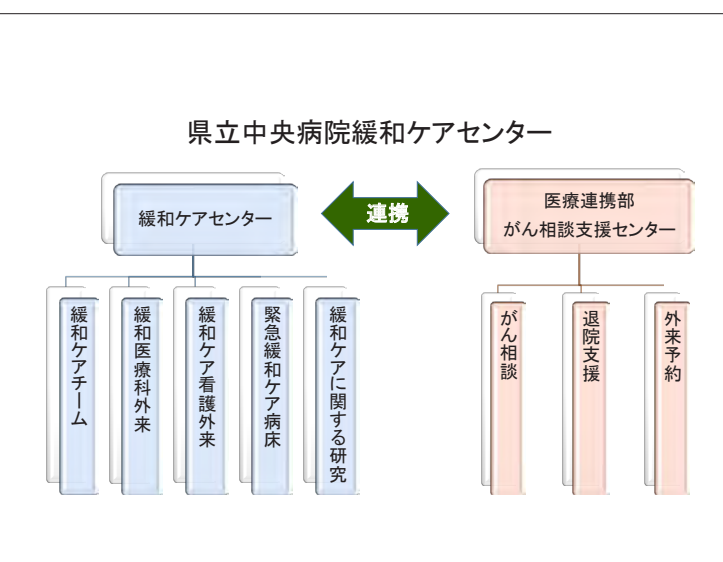 県立中央病院緩和ケアセンター
緩和ケアセンター
連携
医療連携部
がん相談支援センター
緩和ケアチーム
緩和医療科外来
緩和ケア看護外来
緊急緩和ケア病床
緩和ケアに関する研究
がん相談
退院支援
外来予約